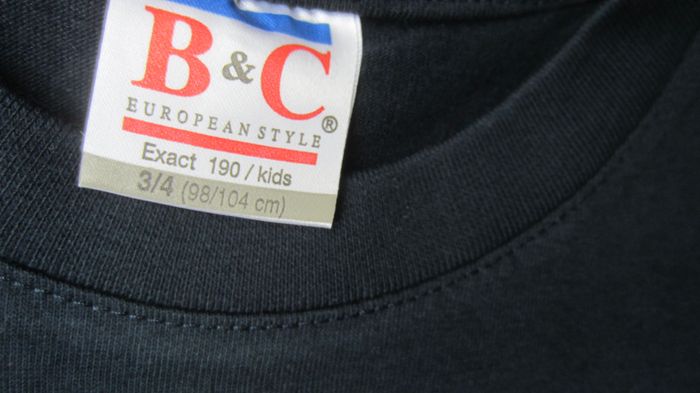 B & C
EUROPEAN STYLE ®
Exact 190 / kids
3/4 (98/104 cm)